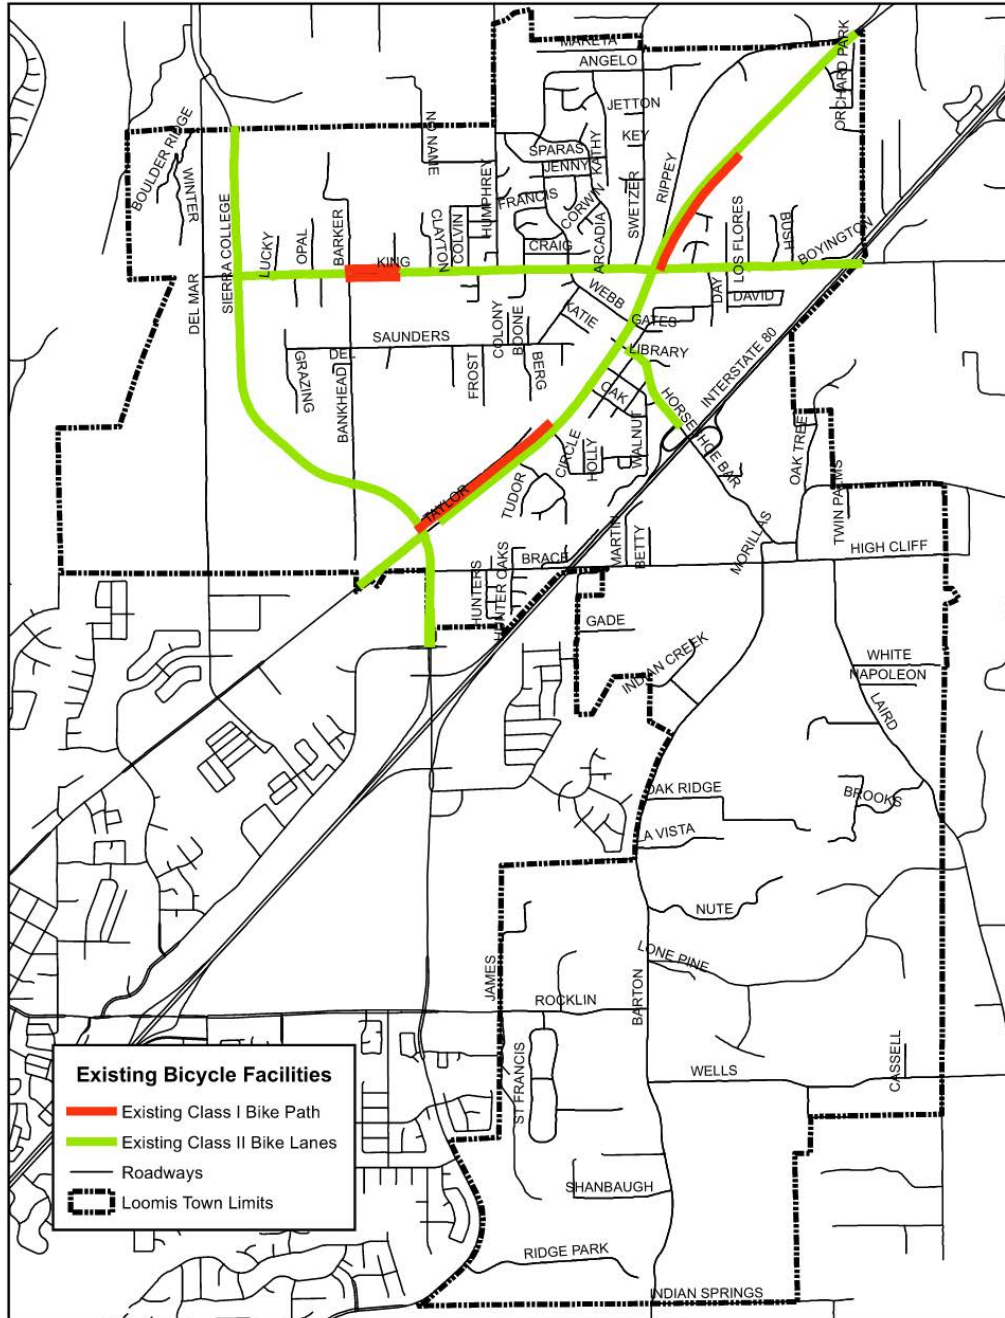 MARETA
ANGELO
ORCHARD PARK
BOULDER RIDGE
NO NAME
JETTON
KEY
SPARAS
KATHY
JENNY
RIPPEY
WINTER
HUMPHREY
FRANCIS
CORWIN
SWETZER
SIERRA COLLEGE
LUCKY
OPAL
BARKER
CLAYTON
COLVIN
CRAIG
ARCADIA
LOS FLORES
BUSH
BOYINGTON
KING
DEL MAR
WEBB
DAY
DAVID
KATIE
GATES
SAUNDERS
COLONY
BOONE
LIBRARY
INTERSTATE 80
GRAZING
DEL
BANKHEAD
FROST
BERG
OAK
HORSESHOE BAR
WALNUT
OAK TREE
CIRCLE
HOLLY
TUDOR
TAYLOR
TWIN PALMS
MARTIN
BETTY
MORILLAS
HIGH CLIFF
BRACE
HUNTERS
HUNTER OAKS
GADE
INDIAN CREEK
WHITE
NAPOLEON
LAIRD
OAK RIDGE
BROOKS
LA VISTA
NUTE
LONE PINE
JAMES
ROCKLIN
BARTON
CASSELL
WELLS
ST FRANCIS
SHANBAUGH
RIDGE PARK
INDIAN SPRINGS
Existing Bicycle Facilities
Existing Class I Bike Path
Existing Class II Bike Lanes
Roadways
Loomis Town Limits